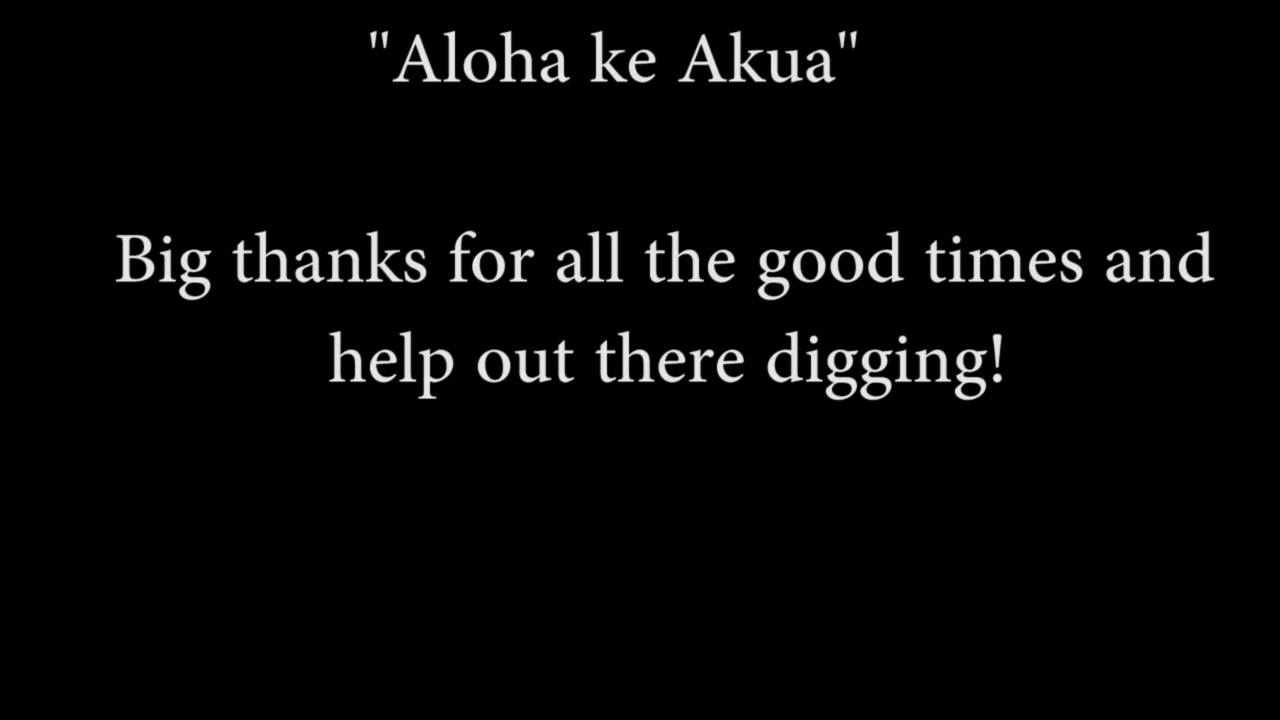 "Aloha ke Akua"
Big thanks for all the good times and
help out there digging!